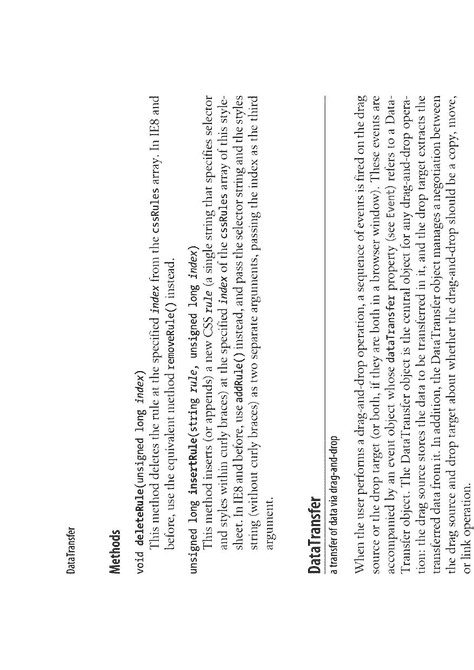 DataTransfer
Methods
void deleteRule(unsigned long index)
This method deletes the rule at the specified index from the cssRules array. In IE8 and
before, use the equivalent method removeRule() instead.
unsigned long insertRule(string rule, unsigned long index)
This method inserts (or appends) a new CSS rule (a single string that specifies selector
and styles within curly braces) at the specified index of the cssRules array of this style-
sheet. In IE8 and before, use addRule() instead, and pass the selector string and the styles
string (without curly braces) as two separate arguments, passing the index as the third
argument.
DataTransfer
a transfer of data via drag-and-drop
When the user performs a drag-and-drop operation, a sequence of events is fired on the drag
source or the drop target (or both, if they are both in a browser window). These events are
accompanied by an event object whose dataTransfer property (see Event) refers to a Data-
Transfer object. The DataTransfer object is the central object for any drag-and-drop opera-
tion: the drag source stores the data to be transferred in it, and the drop target extracts the
transferred data from it. In addition, the DataTransfer object manages a negotiation between
the drag source and drop target about whether the drag-and-drop should be a copy, move,
or link operation.